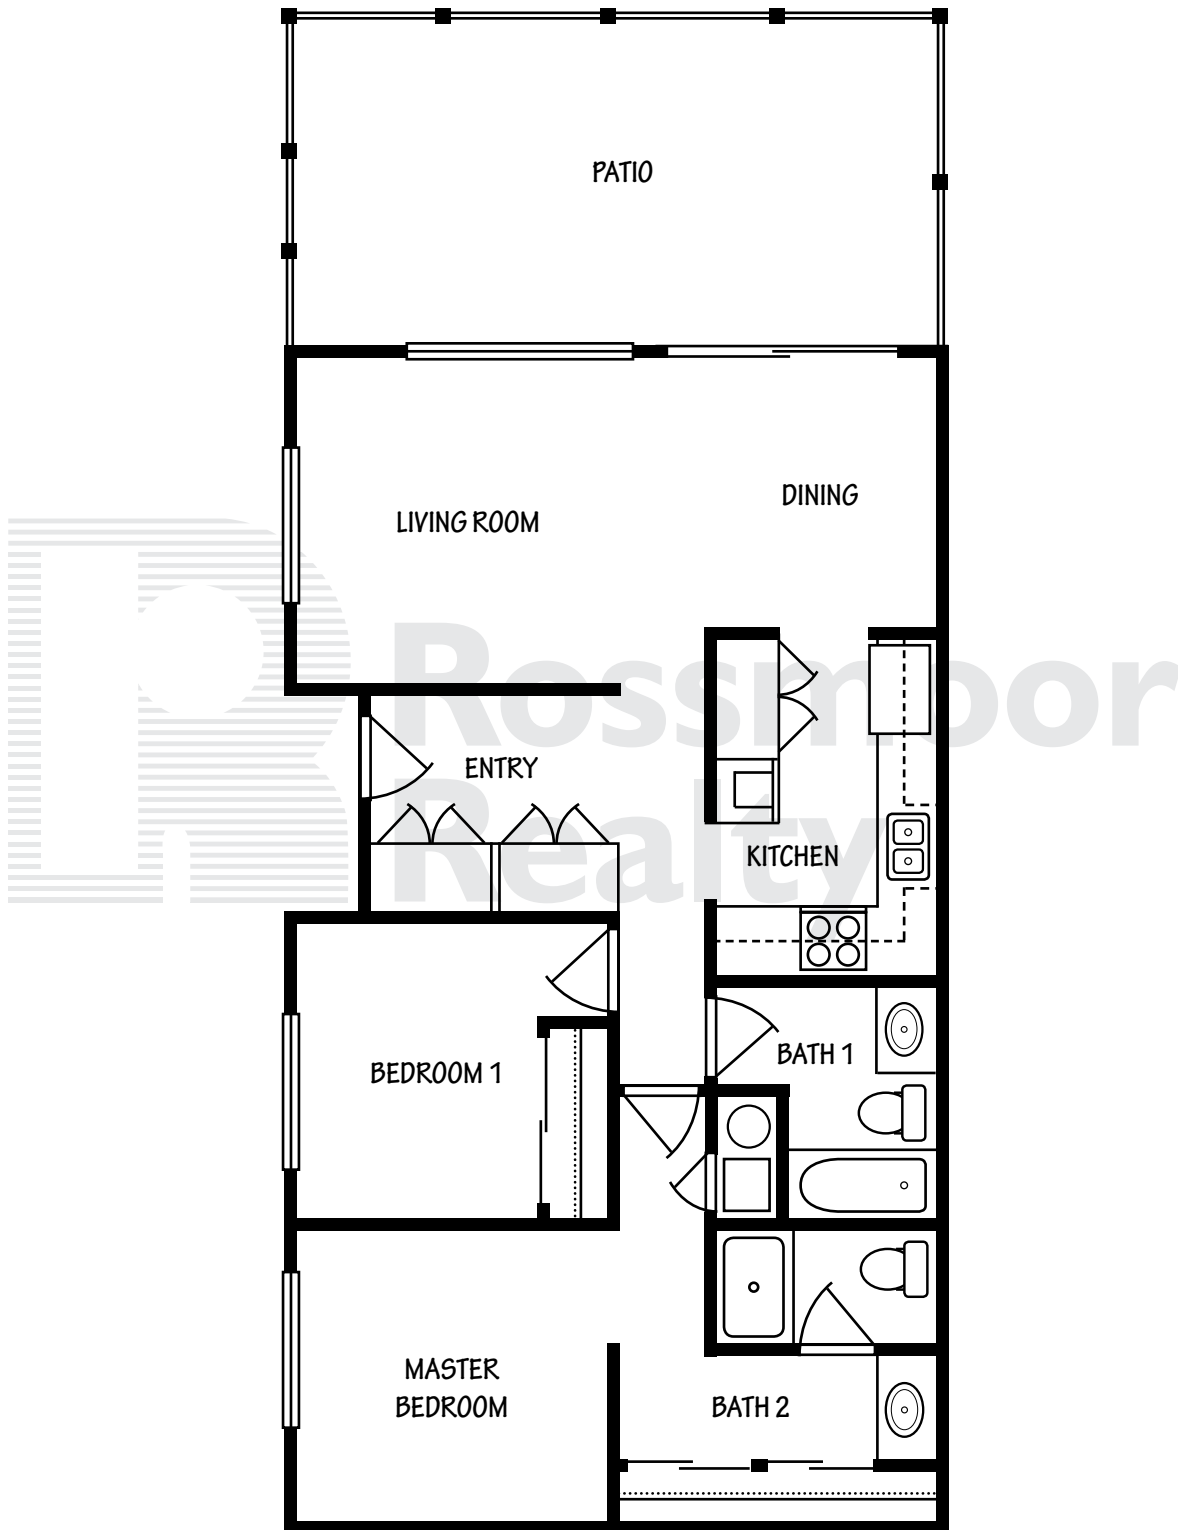 PATIO
DINING
LIVING ROOM
Rossmoor
Realty
ENTRY
KITCHEN
BATH 1
BEDROOM 1
MASTER
BEDROOM
BATH 2